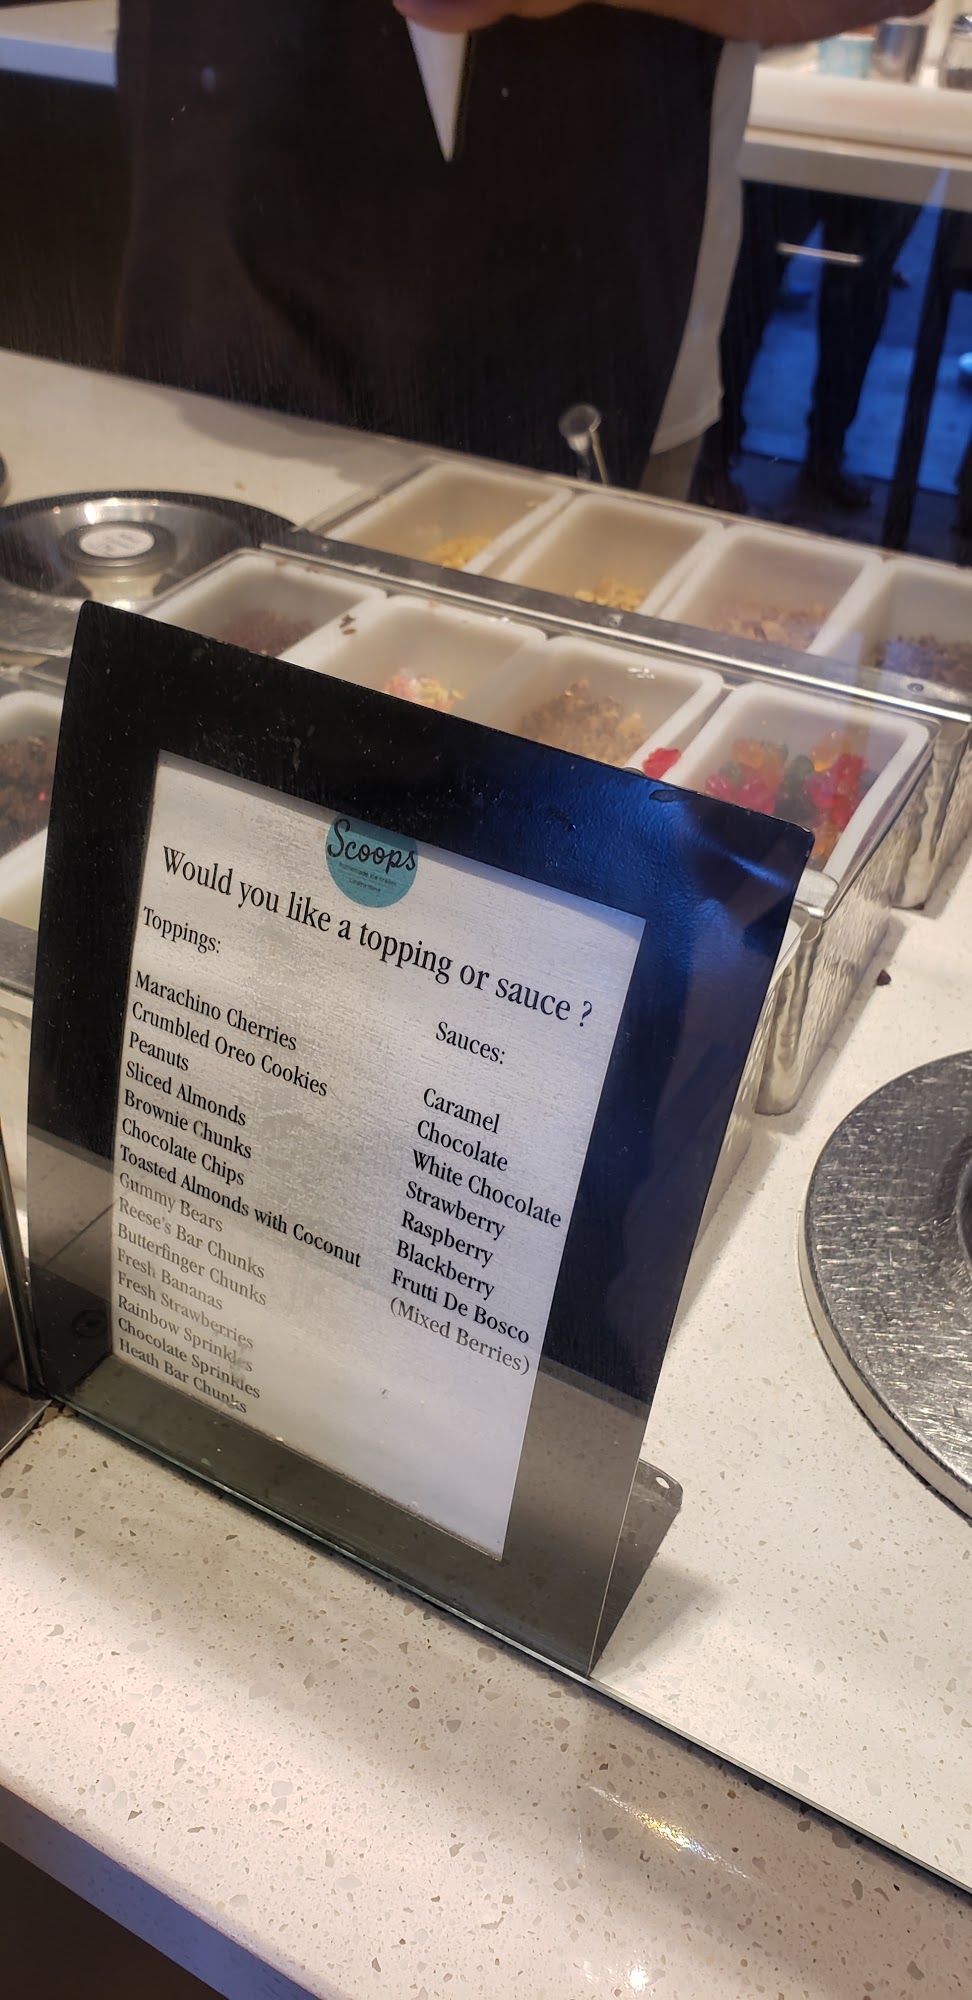 Scoops
Would you like a topping or sauce ?
Toppings:
Marachino Cherries
Crumbled Oreo Cookies
Peanuts
Sliced Almonds
Brownie Chunks
Chocolate Chips
Toasted Almonds with Coconut
Gummy Bears
Reese's Bar Chunks
Butterfinger Chunks
Fresh Bananas
Fresh Strawberries
Rainbow Sprinkles
Chocolate Sprinkles
Heath Bar Chunks
Sauces:
Caramel
Chocolate
White Chocolate
Strawberry
Raspberry
Blackberry
Frutti De Bosco
(Mixed Berries)